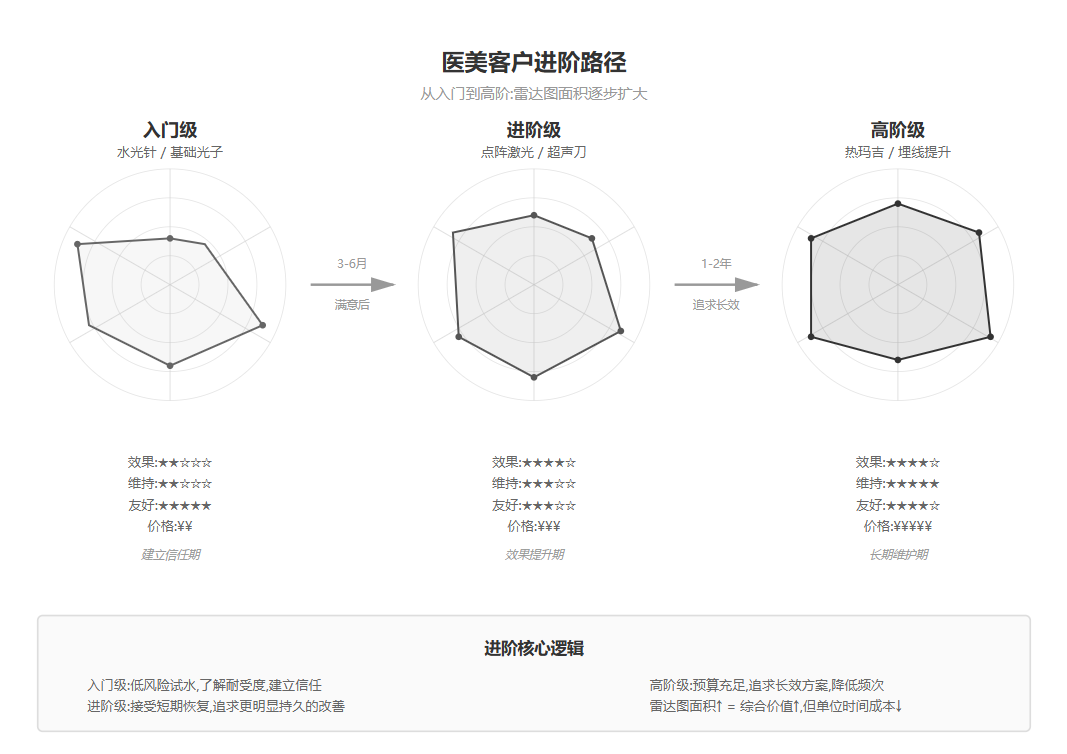 医美客户进阶路径
从入门到高阶:雷达图面积逐步扩大
入门级
水光针 / 基础光子
进阶级
点阵激光 / 超声刀
高阶级
热玛吉 / 埋线提升
3-6月
满意后
1-2年
追求长效
效果:★★☆☆☆
维持:★★☆☆☆
友好:★★★★★
价格:¥¥
建立信任期
效果:★★★★☆
维持:★★★☆☆
友好:★★★☆☆
价格:¥¥¥
效果提升期
效果:★★★★☆
维持:★★★★★
友好:★★★★☆
价格:¥¥¥¥¥
长期维护期
进阶核心逻辑
入门级:低风险试水,了解耐受度,建立信任
进阶级:接受短期恢复,追求更明显持久的改善
高阶级:预算充足,追求长效方案,降低频次
雷达图面积↑ = 综合价值↑,但单位时间成本↓